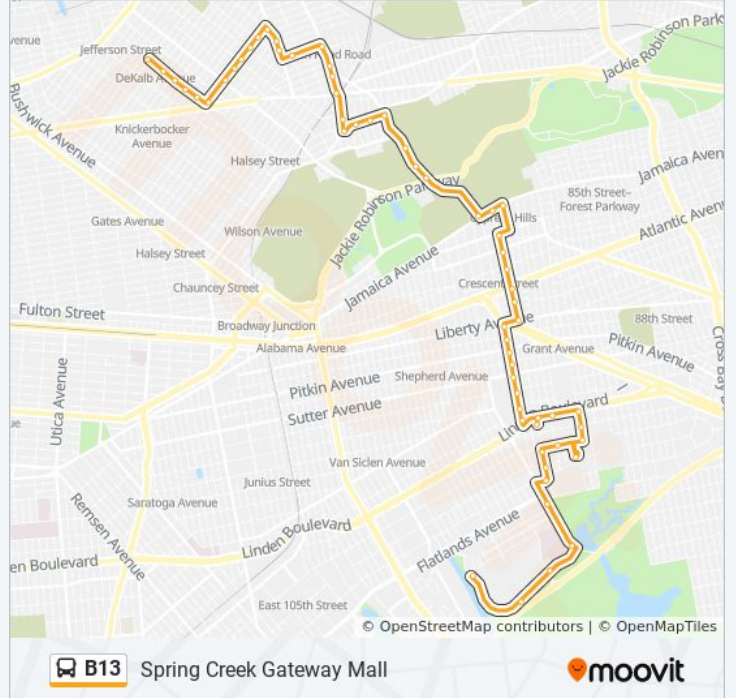 Jackie Robinson Park
venue
Jefferson Street
Road
DeKalb Avenue
Bushwick Avenue
Knickerbocker
Avenue
Halsey Street
Jamaica Aven
Jackie Robinson Parkway
85th Street–
Forest Parkway
Gates Avenue
Wilson Avenue
Hills
Atlantic Avenu
Halsey Street
Jamaica Avenue
Chauncey Street
Crescent Street
Fulton Street
Broadway Junction
Liberty Avenue
88th Street
Alabama Avenue
Grant Avenue
Pitkin Avenue
Cross Bay
Utica Avenue
Pitkin Avenue
Shepherd Avenue
Sutter Avenue
Linden Boulevard
ue
Van Siclen Avenue
Junius Street
Saratoga Avenue
Remsen Avenue
Linden Boulevard
Flatlands Avenue
en Boulevard
East 105th Street
© OpenStreetMap contributors | © OpenMapTiles
B13 Spring Creek Gateway Mall
moovit